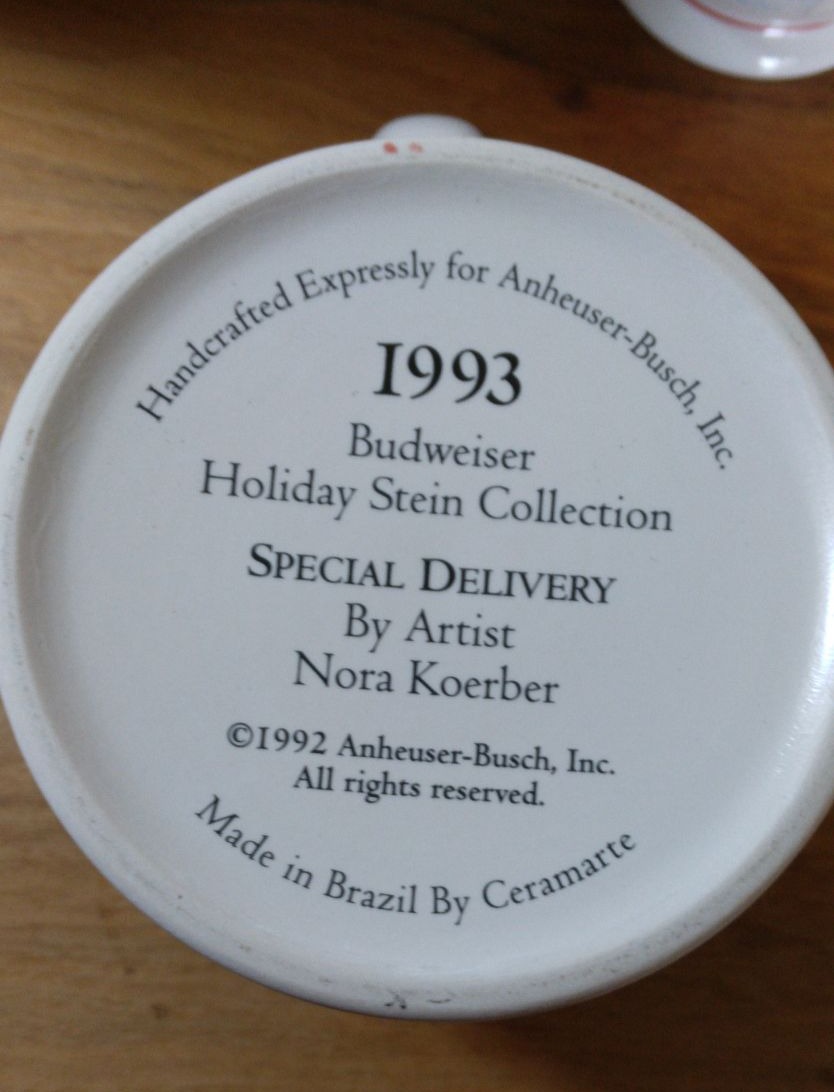 Handcrafted Expressly for Anheuser-Busch, Inc.
1993
Budweiser
Holiday Stein Collection
SPECIAL DELIVERY
By Artist
Nora Koerber
©1992 Anheuser-Busch, Inc.
All rights reserved.
Made in Brazil By Ceramarte